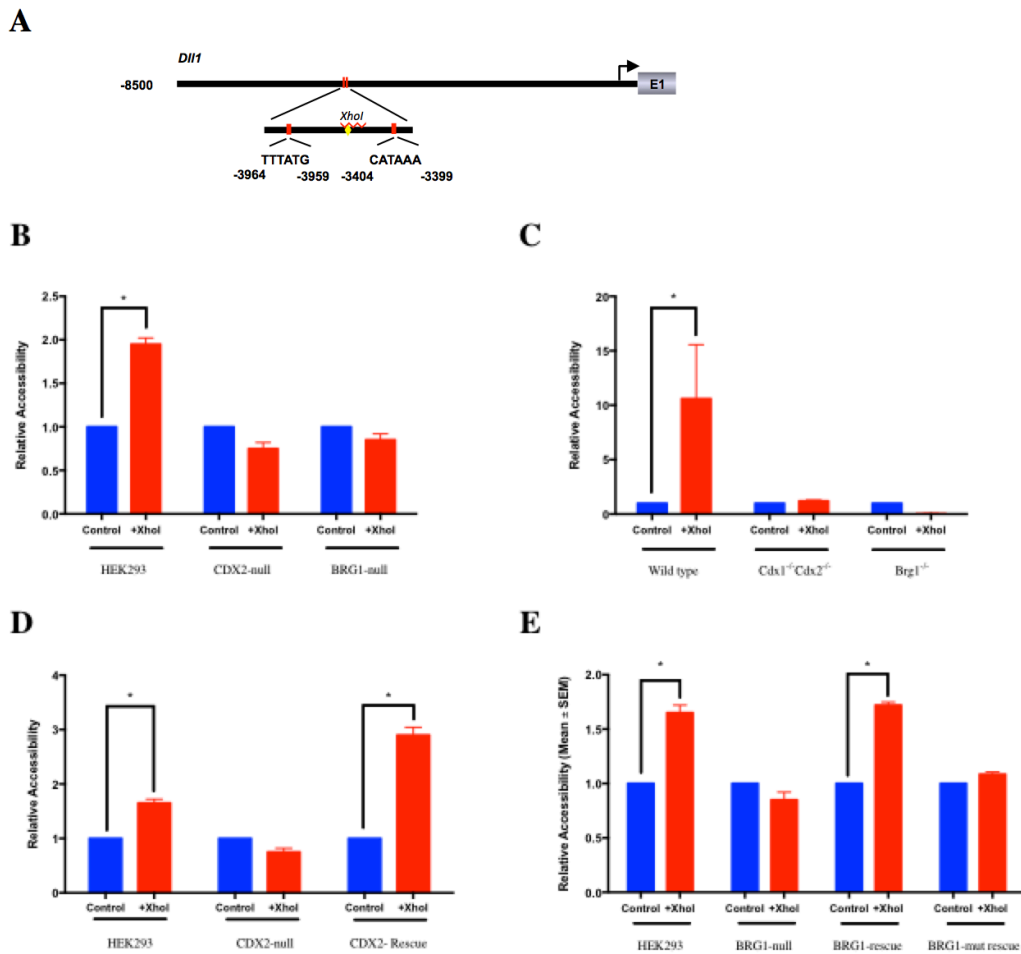 A
Dll1
-8500
E1
XhoI
TTTATG
CATAAA
-3964
-3959
-3404
-3399
B
Relative Accessibility
2.5
2.0
1.5
1.0
0.5
0.0
*
Control +XhoI Control +XhoI Control +XhoI
HEK293 CDX2-null BRG1-null
C
Relative Accessibility
20
15
10
5
0
*
Control +XhoI Control +XhoI Control +XhoI
Wild type Cdx1-/-Cdx2-/- Brg1-/-
D
Relative Accessibility
4
3
2
1
0
* *
Control +XhoI Control +XhoI Control +XhoI
HEK293 CDX2-null CDX2- Rescue
E
Relative Accessibility (Mean ± SEM)
2.0
1.5
1.0
0.5
0.0
* *
Control +XhoI Control +XhoI Control +XhoI Control +XhoI
HEK293 BRG1-null BRG1-rescue BRG1-mut rescue